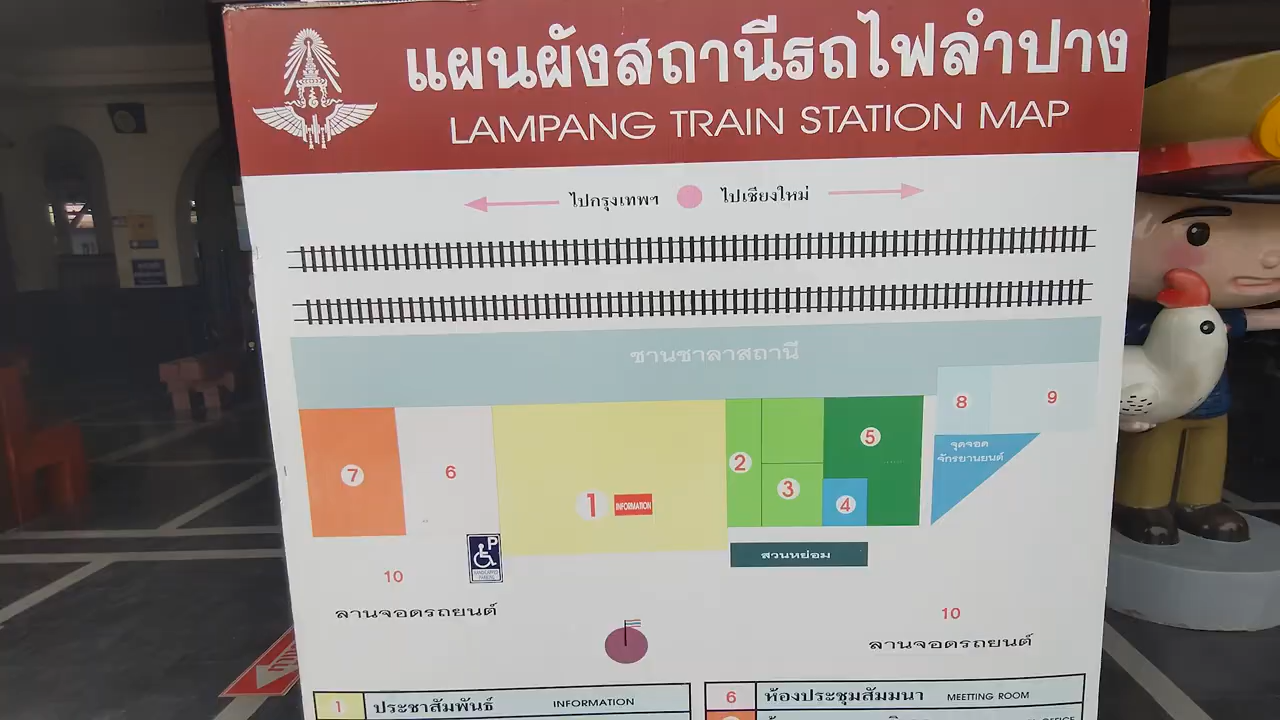 แผนผังสถานีรถไฟลำปาง
LAMPANG TRAIN STATION MAP
ไปกรุงเทพฯ ไปเชียงใหม่
ชานชาลาสถานี
8 9
7 6 1 INFORMATION 2 3 4 5
จุดจอด
จักรยานยนต์
P
สวนหย่อม
10
ลานจอดรถยนต์
10
ลานจอดรถยนต์
1 ประชาสัมพันธ์ INFORMATION
6 ห้องประชุมสัมมนา MEETTING ROOM
OFFICE